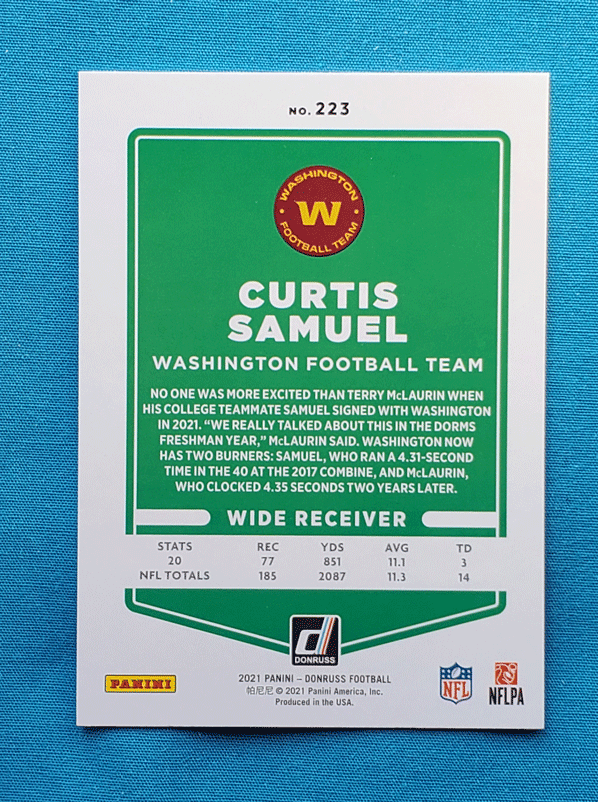 NO. 223
WASHINGTON
W
FOOTBALL TEAM
CURTIS
SAMUEL
WASHINGTON FOOTBALL TEAM
NO ONE WAS MORE EXCITED THAN TERRY McLAURIN WHEN
HIS COLLEGE TEAMMATE SAMUEL SIGNED WITH WASHINGTON
IN 2021. “WE REALLY TALKED ABOUT THIS IN THE DORMS
FRESHMAN YEAR,” McLAURIN SAID. WASHINGTON NOW
HAS TWO BURNERS: SAMUEL, WHO RAN A 4.31-SECOND
TIME IN THE 40 AT THE 2017 COMBINE, AND McLAURIN,
WHO CLOCKED 4.35 SECONDS TWO YEARS LATER.
WIDE RECEIVER
STATS REC YDS AVG TD
20 77 851 11.1 3
NFL TOTALS 185 2087 11.3 14
d
DONRUSS
PANINI
2021 PANINI – DONRUSS FOOTBALL
帕尼尼 © 2021 Panini America, Inc.
Produced in the USA.
NFL
NFLPA